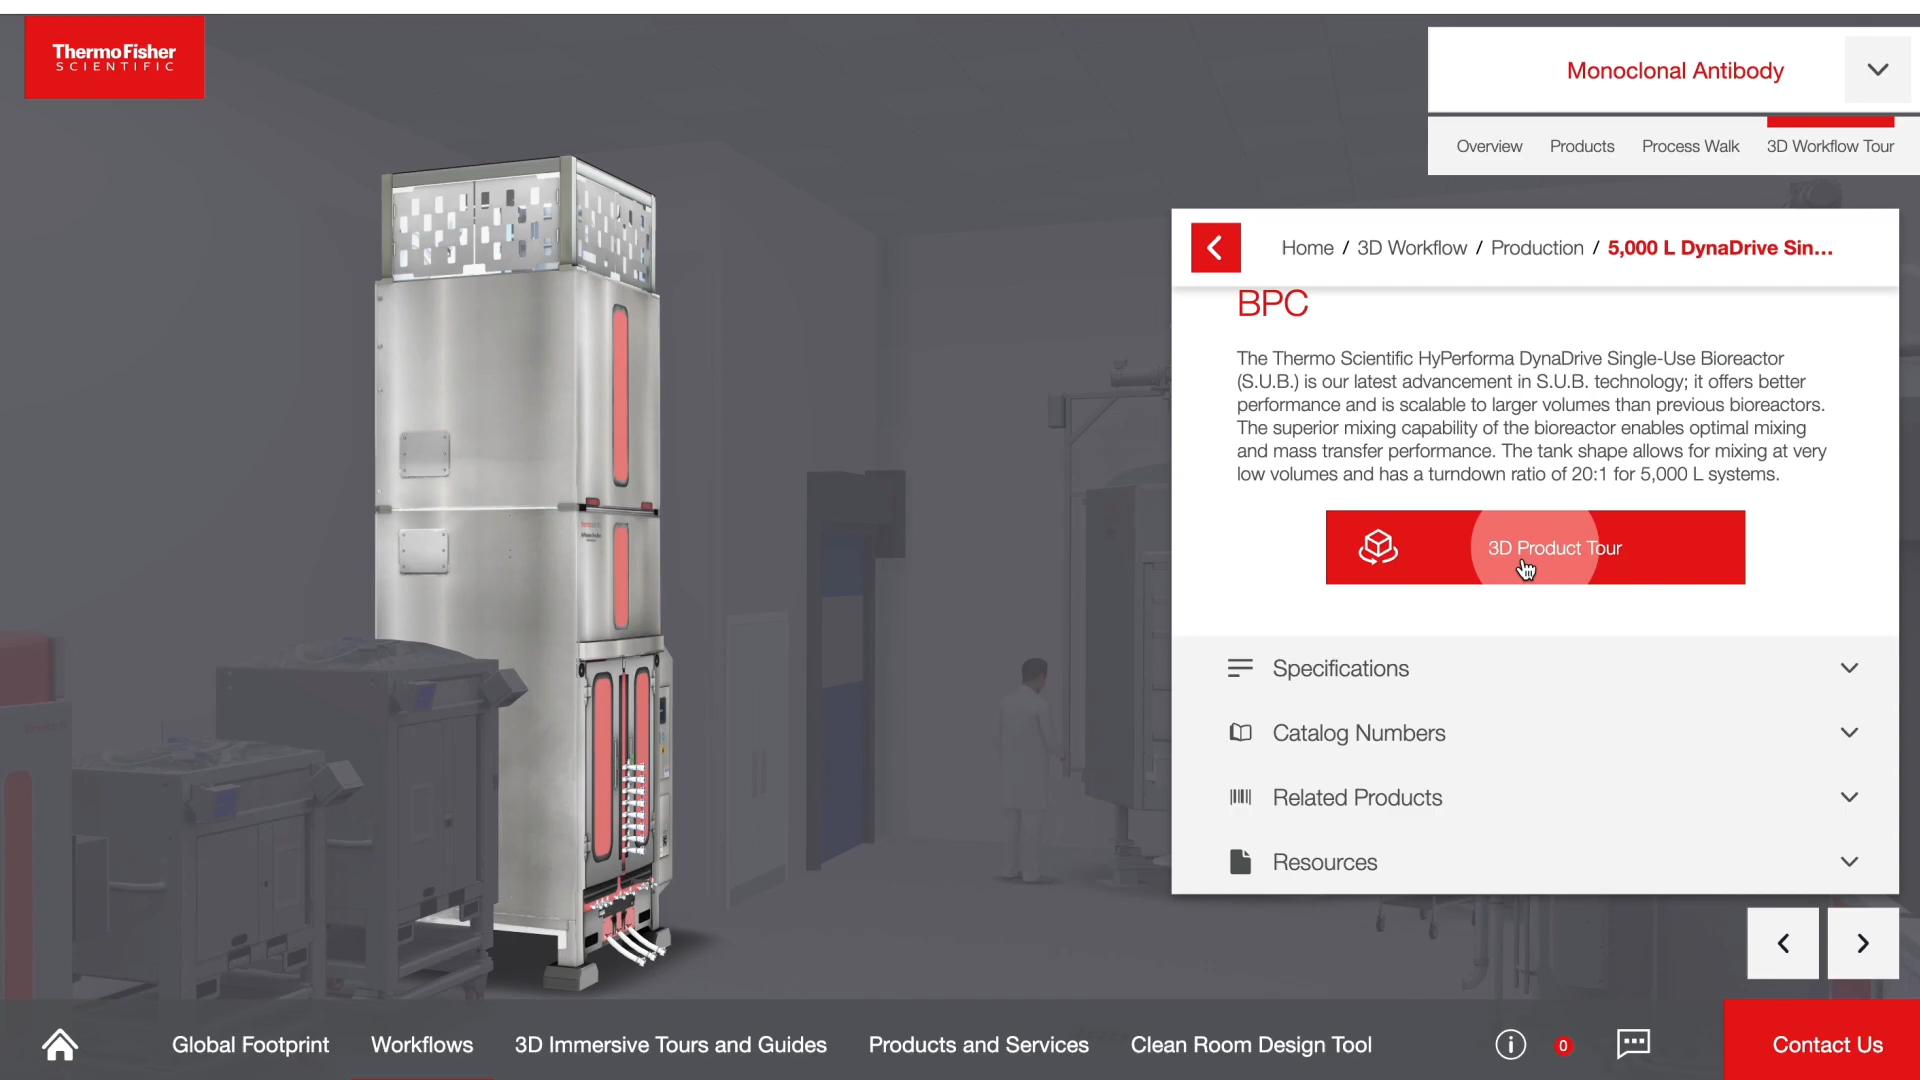 ThermoFisher
SCIENTIFIC
Monoclonal Antibody
Overview Products Process Walk 3D Workflow Tour
Home / 3D Workflow / Production / 5,000 L DynaDrive Sin...
BPC
The Thermo Scientific HyPerforma DynaDrive Single-Use Bioreactor
(S.U.B.) is our latest advancement in S.U.B. technology; it offers better
performance and is scalable to larger volumes than previous bioreactors.
The superior mixing capability of the bioreactor enables optimal mixing
and mass transfer performance. The tank shape allows for mixing at very
low volumes and has a turndown ratio of 20:1 for 5,000 L systems.
3D Product Tour
Specifications
Catalog Numbers
Related Products
Resources
Global Footprint Workflows 3D Immersive Tours and Guides Products and Services Clean Room Design Tool 0 Contact Us